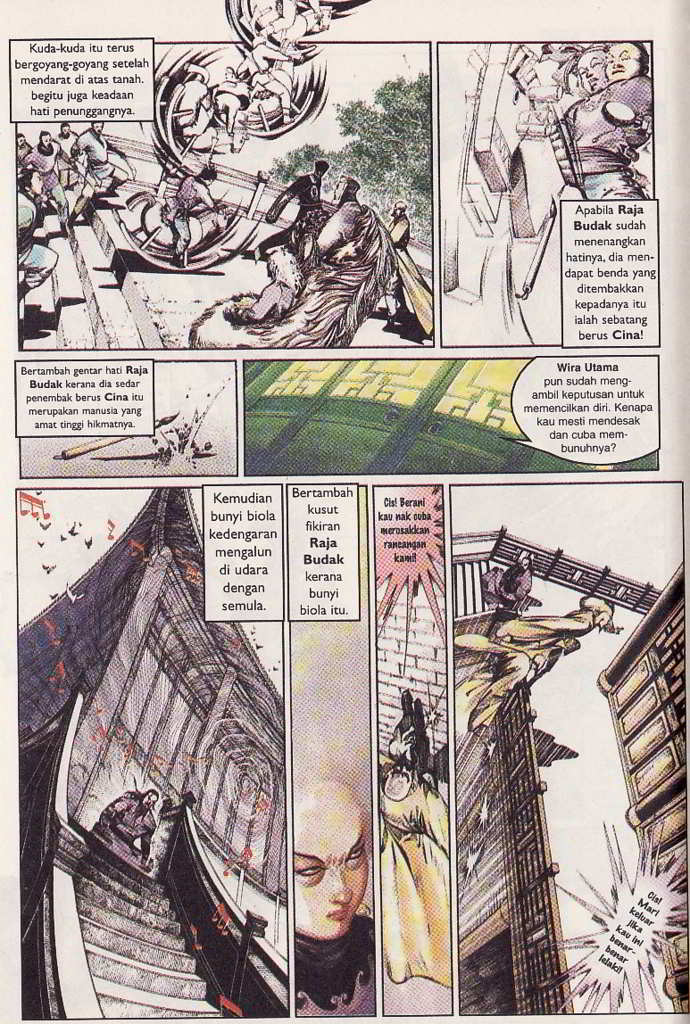 Kuda-kuda itu terus
bergoyang-goyang setelah
mendarat di atas tanah.
begitu juga keadaan
hati penunggangnya.
Apabila Raja
Budak sudah
menenangkan
hatinya, dia men-
dapat benda yang
ditembakkan
kepadanya itu
ialah sebatang
berus Cina!
Bertambah gentar hati Raja
Budak kerana dia sedar
penembak berus Cina itu
merupakan manusia yang
amat tinggi hikmatnya.
Wira Utama
pun sudah meng-
ambil keputusan untuk
memencilkan diri. Kenapa
kau mesti mendesak
dan cuba mem-
bunuhnya?
Kemudian
bunyi biola
kedengaran
mengalun
di udara
dengan
semula.
Bertambah
kusut
fikiran
Raja
Budak
kerana
bunyi
biola itu.
Cis! Berani
kau nak cuba
merosakkan
rancangan
kami!
Cis!
Mari
keluar
jika
kau ini
benar-
benar
lelaki!